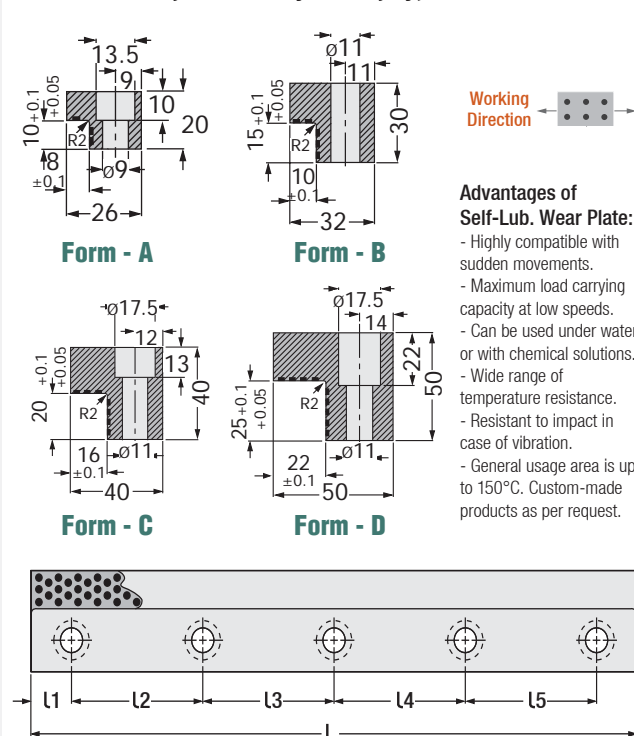 13.5
9
10
20
10 +0.1 +0.05
R2
8
±0.1
Ø9
26
Form - A
Ø11
11
30
15 +0.1 +0.05
R2
10
±0.1
32
Form - B
Working
Direction
Advantages of
Self-Lub. Wear Plate:
- Highly compatible with
sudden movements.
- Maximum load carrying
capacity at low speeds.
- Can be used under water
or with chemical solutions.
- Wide range of
temperature resistance.
- Resistant to impact in
case of vibration.
- General usage area is up
to 150°C. Custom-made
products as per request.
Ø17.5
12
13
40
20 +0.1 +0.05
R2
16
±0.1
Ø11
40
Form - C
Ø17.5
14
22
50
25 +0.1 +0.05
R2
22
±0.1
Ø11
50
Form - D
l1 l2 l3 l4 l5
L